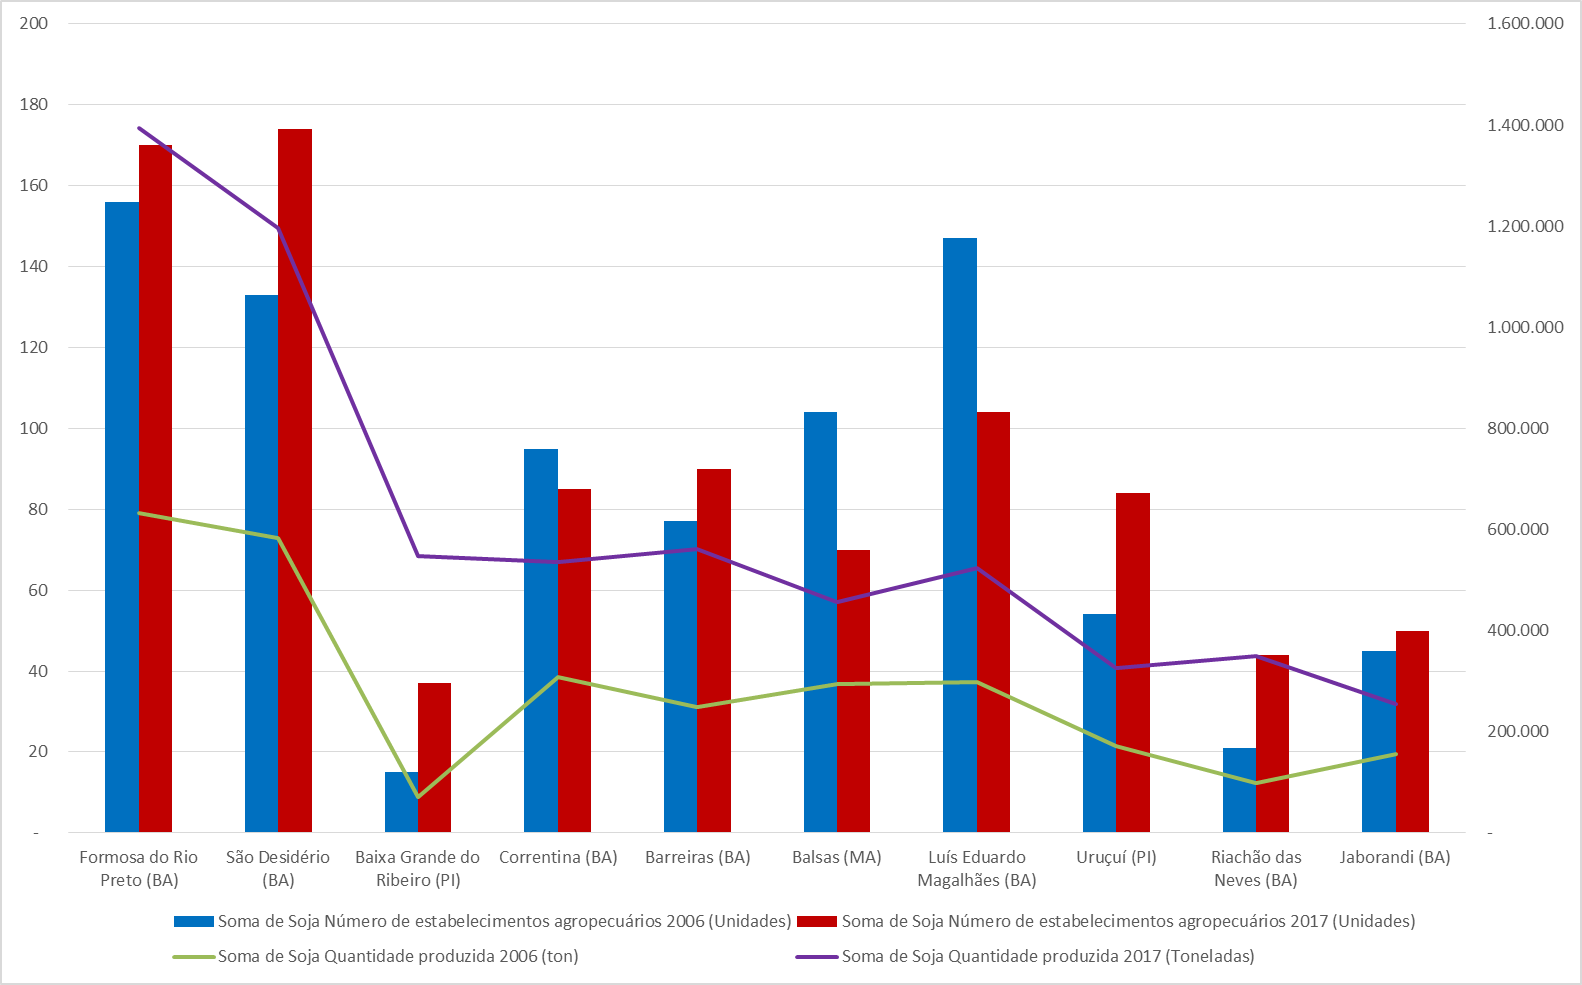 200
180
160
140
120
100
80
60
40
20
-
1.600.000
1.400.000
1.200.000
1.000.000
800.000
600.000
400.000
200.000
-
Formosa do Rio
Preto (BA)
São Desidério
(BA)
Baixa Grande do
Ribeiro (PI)
Correntina (BA)
Barreiras (BA)
Balsas (MA)
Luís Eduardo
Magalhães (BA)
Uruçuí (PI)
Riachão das
Neves (BA)
Jaborandi (BA)
Soma de Soja Número de estabelecimentos agropecuários 2006 (Unidades)
Soma de Soja Número de estabelecimentos agropecuários 2017 (Unidades)
Soma de Soja Quantidade produzida 2006 (ton)
Soma de Soja Quantidade produzida 2017 (Toneladas)